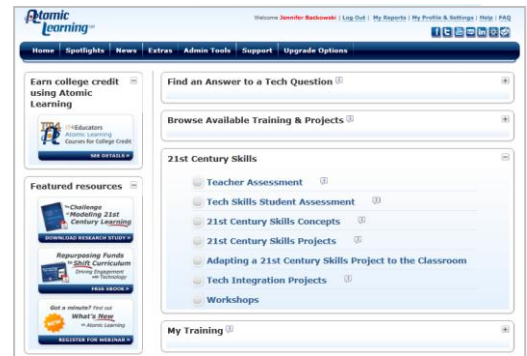 Atomic
Learning
Welcome Jennifer Backowski | Log Out | My Reports | My Profile & Settings | Help | FAQ
Home Spotlights News Extras Admin Tools Support Upgrade Options
Earn college credit
using Atomic
Learning
IT4Educators
Atomic Learning
Courses for College Credit
SEE DETAILS »
Featured resources
The Challenge
of Modeling 21st
Century Learning
DOWNLOAD RESEARCH STUDY »
Repurposing Funds
to Shift Curriculum
Driving Engagement
with Technology
FREE EBOOK »
Got a minute? Find out
What's New
in Atomic Learning
NEW
REGISTER FOR WEBINAR »
Find an Answer to a Tech Question
Browse Available Training & Projects
21st Century Skills
Teacher Assessment
Tech Skills Student Assessment
21st Century Skills Concepts
21st Century Skills Projects
Adapting a 21st Century Skills Project to the Classroom
Tech Integration Projects
Workshops
My Training